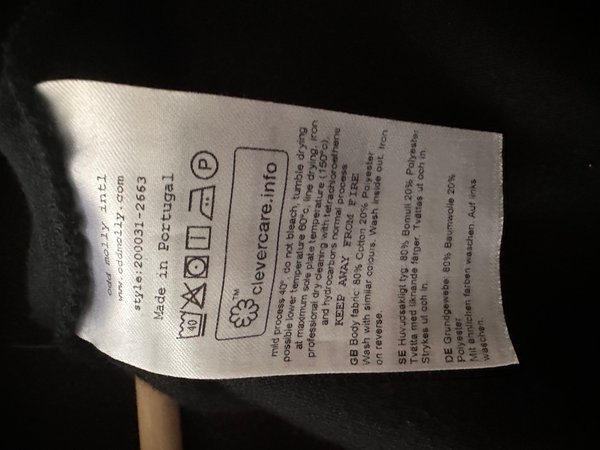 odd molly intl
www.oddmolly.com
style:200031-2663
Made in Portugal
40 P
clevercare.info
TM
mild process 40°, do not bleach, tumble drying
possible lower temperature 60°c, line drying, iron
at maximum sole plate temperature (150°c)
professional dry cleaning with tetrachloroethene
and hydrocarbons normal process
KEEP AWAY FROM FIRE
GB Body fabric: 80% Cotton 20% Polyester
Wash with similar colours. Wash inside out. Iron
on reverse.
SE Huvudsakligt tyg: 80% Bomull 20% Polyester
Tvätta med liknande färger. Tvättas ut och in.
Strykes ut och in.
DE Grundgewebe: 80% Baumwolle 20%
Polyester
Mit ähnlichen farben waschen. Auf links
waschen.